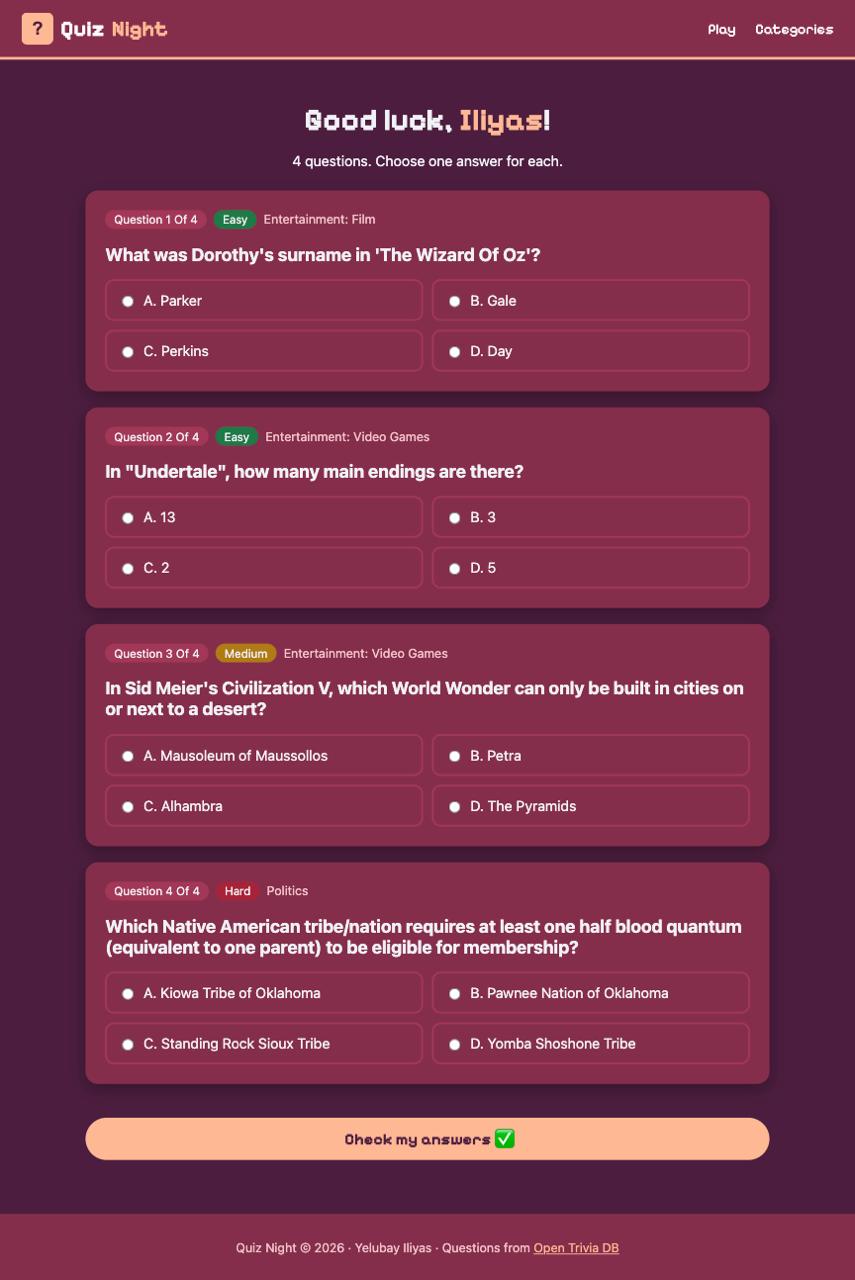 ? Quiz Night
Play Categories
Good luck, Iliyas!
4 questions. Choose one answer for each.
Question 1 Of 4 Easy Entertainment: Film
What was Dorothy's surname in 'The Wizard Of Oz'?
A. Parker
B. Gale
C. Perkins
D. Day
Question 2 Of 4 Easy Entertainment: Video Games
In "Undertale", how many main endings are there?
A. 13
B. 3
C. 2
D. 5
Question 3 Of 4 Medium Entertainment: Video Games
In Sid Meier's Civilization V, which World Wonder can only be built in cities on
or next to a desert?
A. Mausoleum of Maussollos
B. Petra
C. Alhambra
D. The Pyramids
Question 4 Of 4 Hard Politics
Which Native American tribe/nation requires at least one half blood quantum
(equivalent to one parent) to be eligible for membership?
A. Kiowa Tribe of Oklahoma
B. Pawnee Nation of Oklahoma
C. Standing Rock Sioux Tribe
D. Yomba Shoshone Tribe
Check my answers ✅
Quiz Night © 2026 · Yelubay Iliyas · Questions from Open Trivia DB